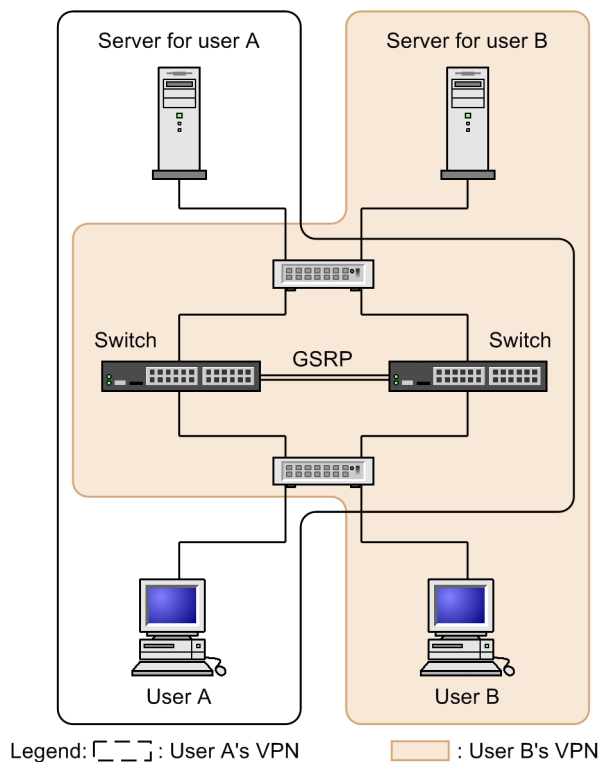 Server for user A
Server for user B
Switch
Switch
GSRP
User A
User B
Legend: : User A's VPN : User B's VPN